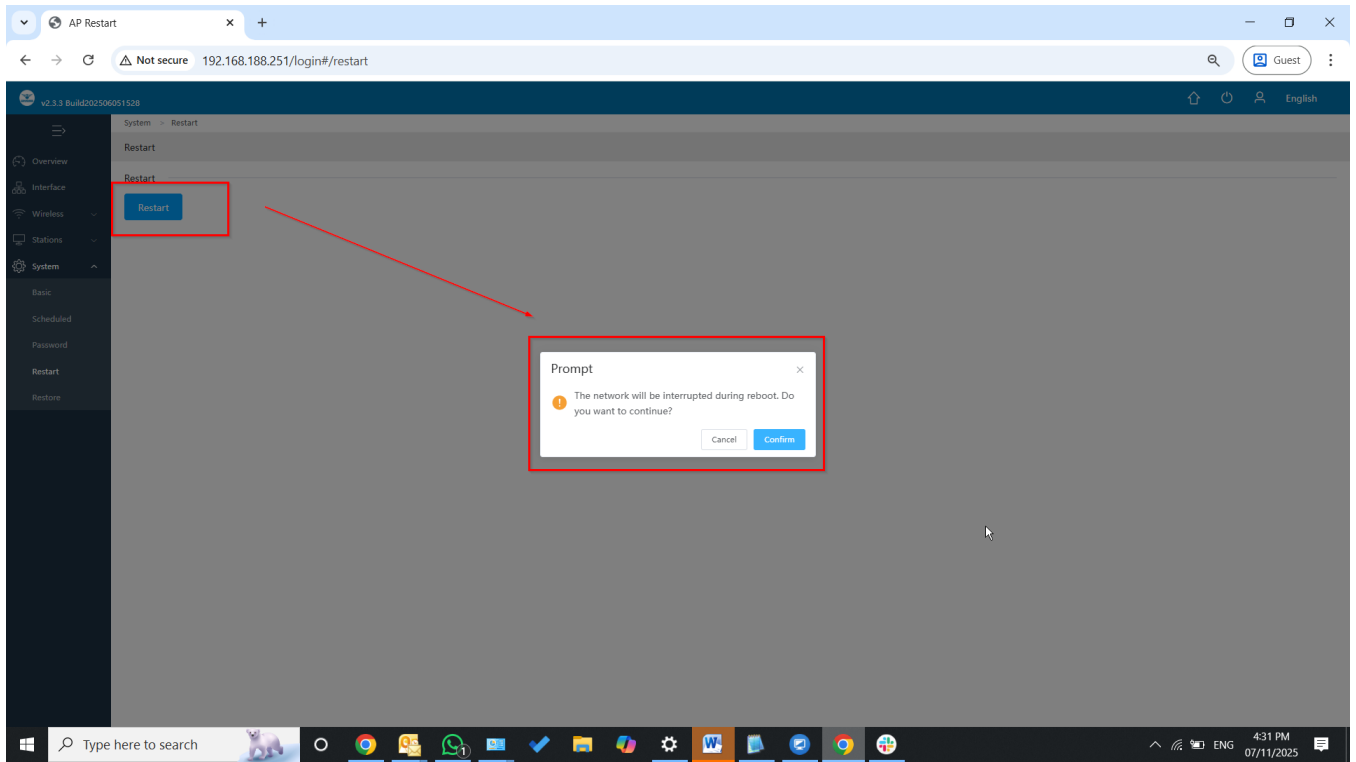 AP Restart
Not secure 192.168.188.251/login#/restart
Guest
v2.3.3 Build202506051528
English
System > Restart
Restart
Overview
Restart
Interface
Restart
Wireless
Stations
System
Basic
Scheduled
Password
Restart
Restore
Prompt
The network will be interrupted during reboot. Do
you want to continue?
Cancel Confirm
Type here to search
1
W
ENG
4:31 PM
07/11/2025